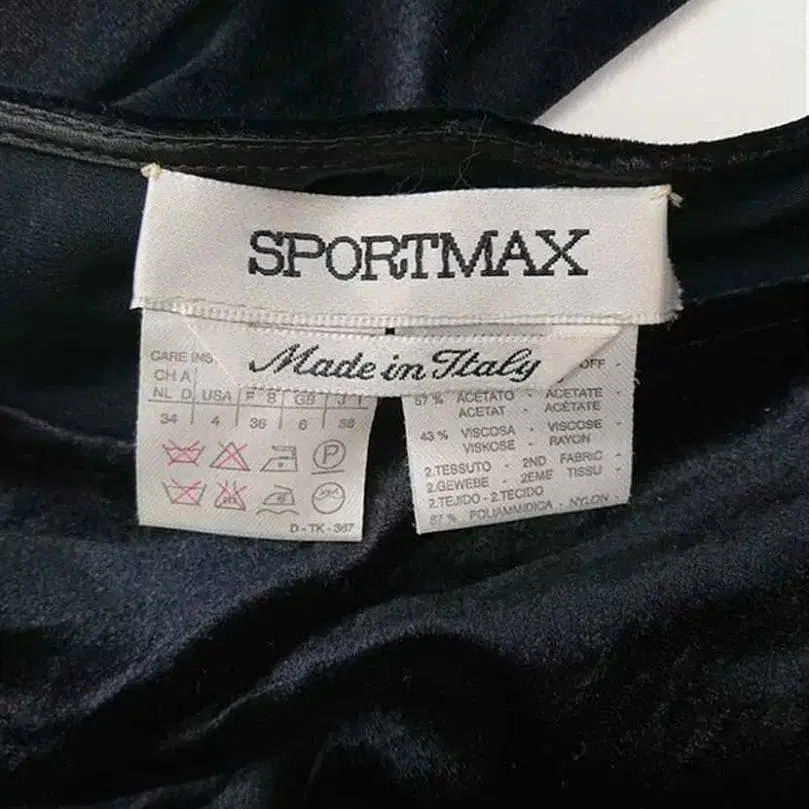 SPORTMAX
Made in Italy
CARE INS
CH A
NL D USA F B GB I
34 4 36 6 38
P
D - TK - 367
OFF -
57 % ACETATO - ACETATE -
ACETAT - ACÉTATE
43 % VISCOSA - VISCOSE -
VISKOSE - RAYON
2.TESSUTO - 2ND FABRIC -
2.GEWEBE - 2EME TISSU -
2.TEJIDO - 2.TECIDO
87 % POLIAMMIDICA - NYLON -